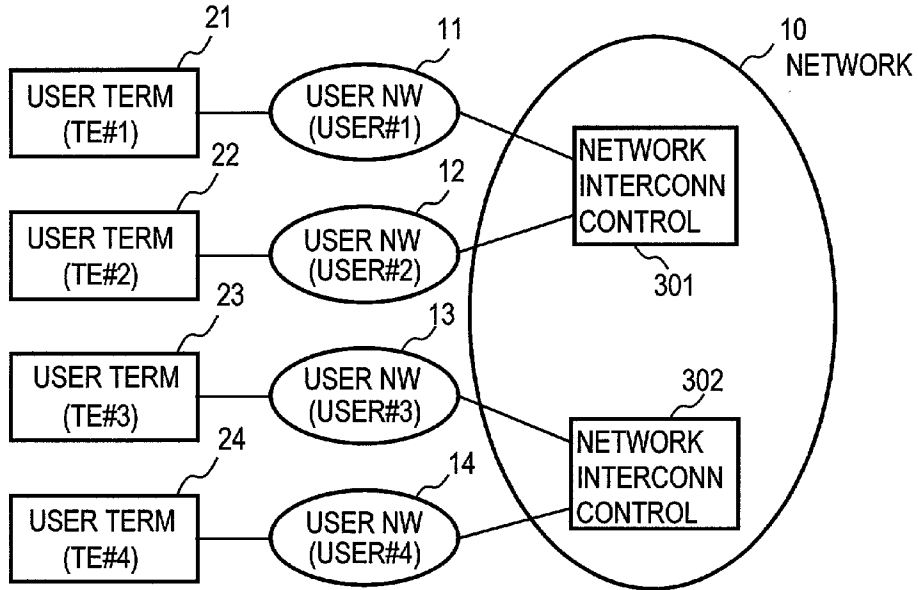 21
USER TERM
(TE#1)
11
USER NW
(USER#1)
10
NETWORK
NETWORK
INTERCONN
CONTROL
301
22
USER TERM
(TE#2)
12
USER NW
(USER#2)
23
USER TERM
(TE#3)
13
USER NW
(USER#3)
302
NETWORK
INTERCONN
CONTROL
24
USER TERM
(TE#4)
14
USER NW
(USER#4)